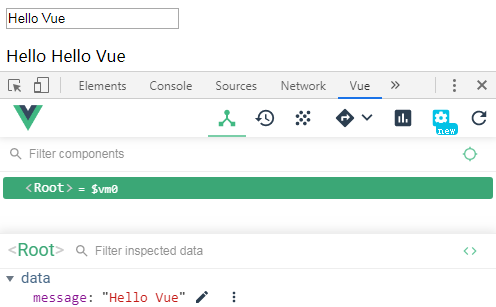 Hello Vue
Hello Hello Vue
Elements Console Sources Network Vue »
new
Filter components
<Root> = $vm0
<Root> Filter inspected data <>
data
message: "Hello Vue"